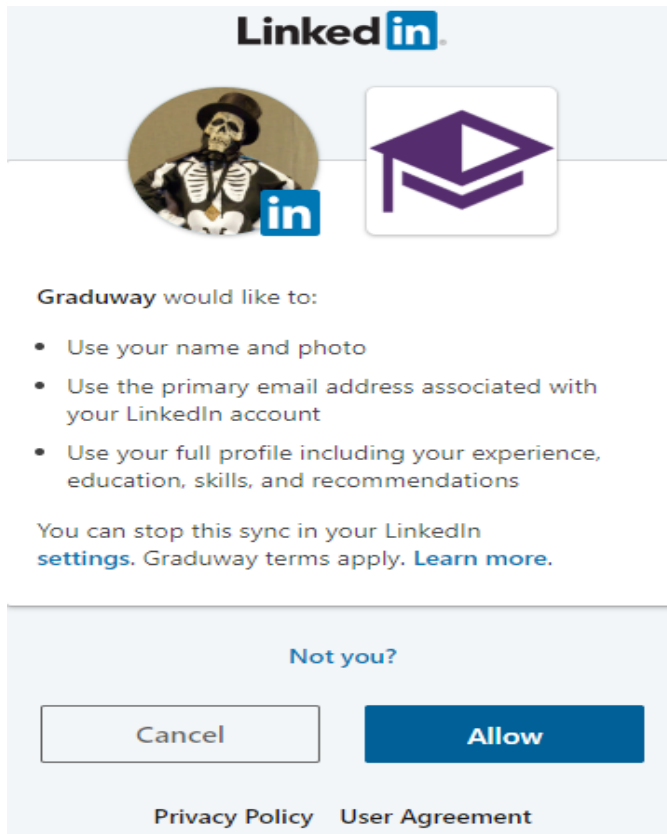 Linked in.
in
Graduway would like to:
• Use your name and photo
• Use the primary email address associated with
your LinkedIn account
• Use your full profile including your experience,
education, skills, and recommendations
You can stop this sync in your LinkedIn
settings. Graduway terms apply. Learn more.
Not you?
Cancel Allow
Privacy Policy User Agreement